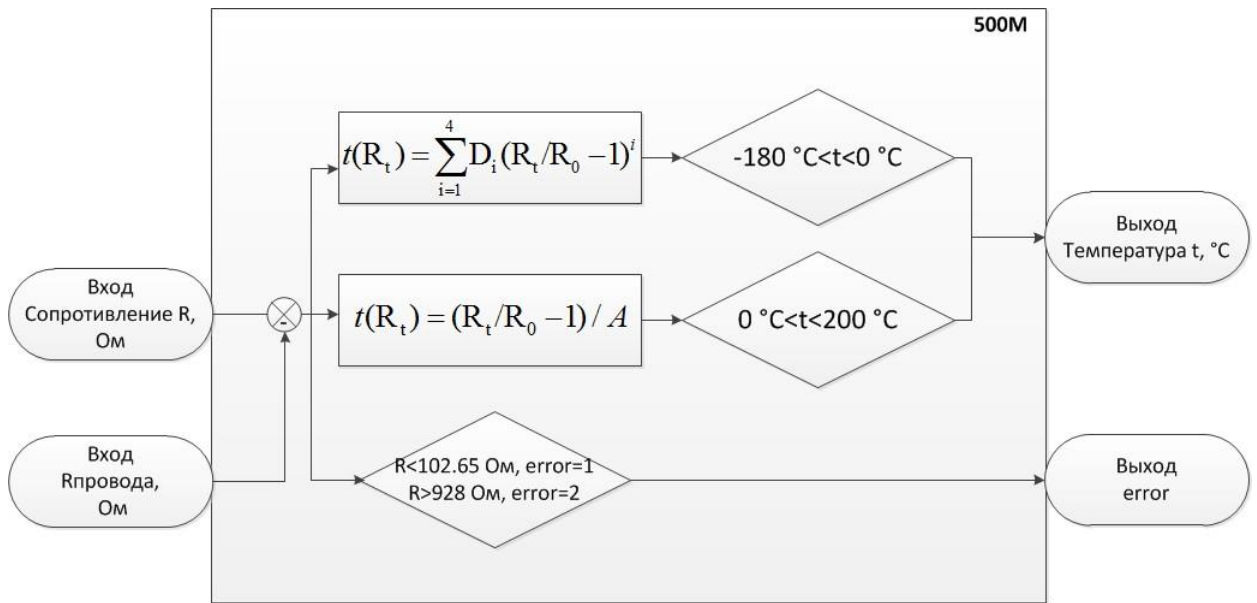 500М
t(Rₜ) = ∑⁴ᵢ₌₁ Dᵢ (Rₜ/R₀ −1)ⁱ
-180 °C<t<0 °C
Выход
Температура t, °C
Вход
Сопротивление R,
Ом
-
t(Rₜ) = (Rₜ/R₀ −1) / A
0 °C<t<200 °C
Вход
Rпровода,
Ом
R<102.65 Ом, error=1
R>928 Ом, error=2
Выход
error